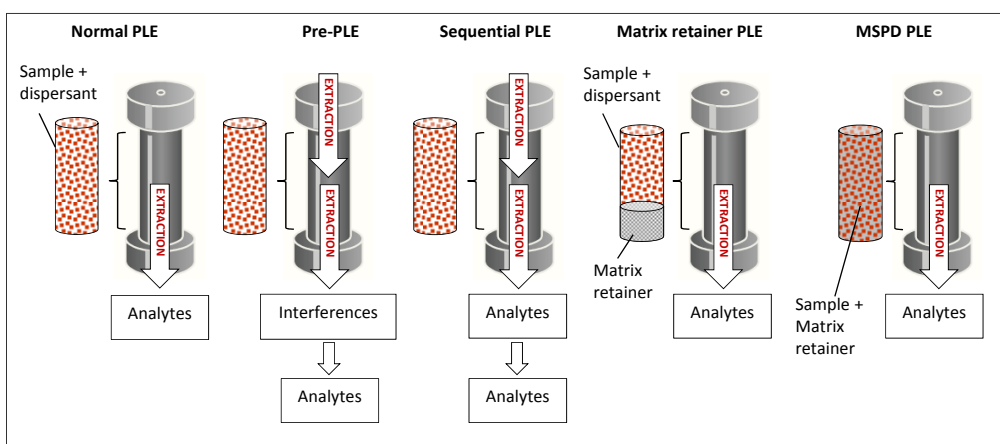 Normal PLE
Pre-PLE
Sequential PLE
Matrix retainer PLE
MSPD PLE
Sample +
dispersant
EXTRACTION
Analytes
EXTRACTION
EXTRACTION
Interferences
Analytes
EXTRACTION
EXTRACTION
Analytes
Analytes
Sample +
dispersant
Matrix
retainer
EXTRACTION
Analytes
Sample +
Matrix
retainer
EXTRACTION
Analytes